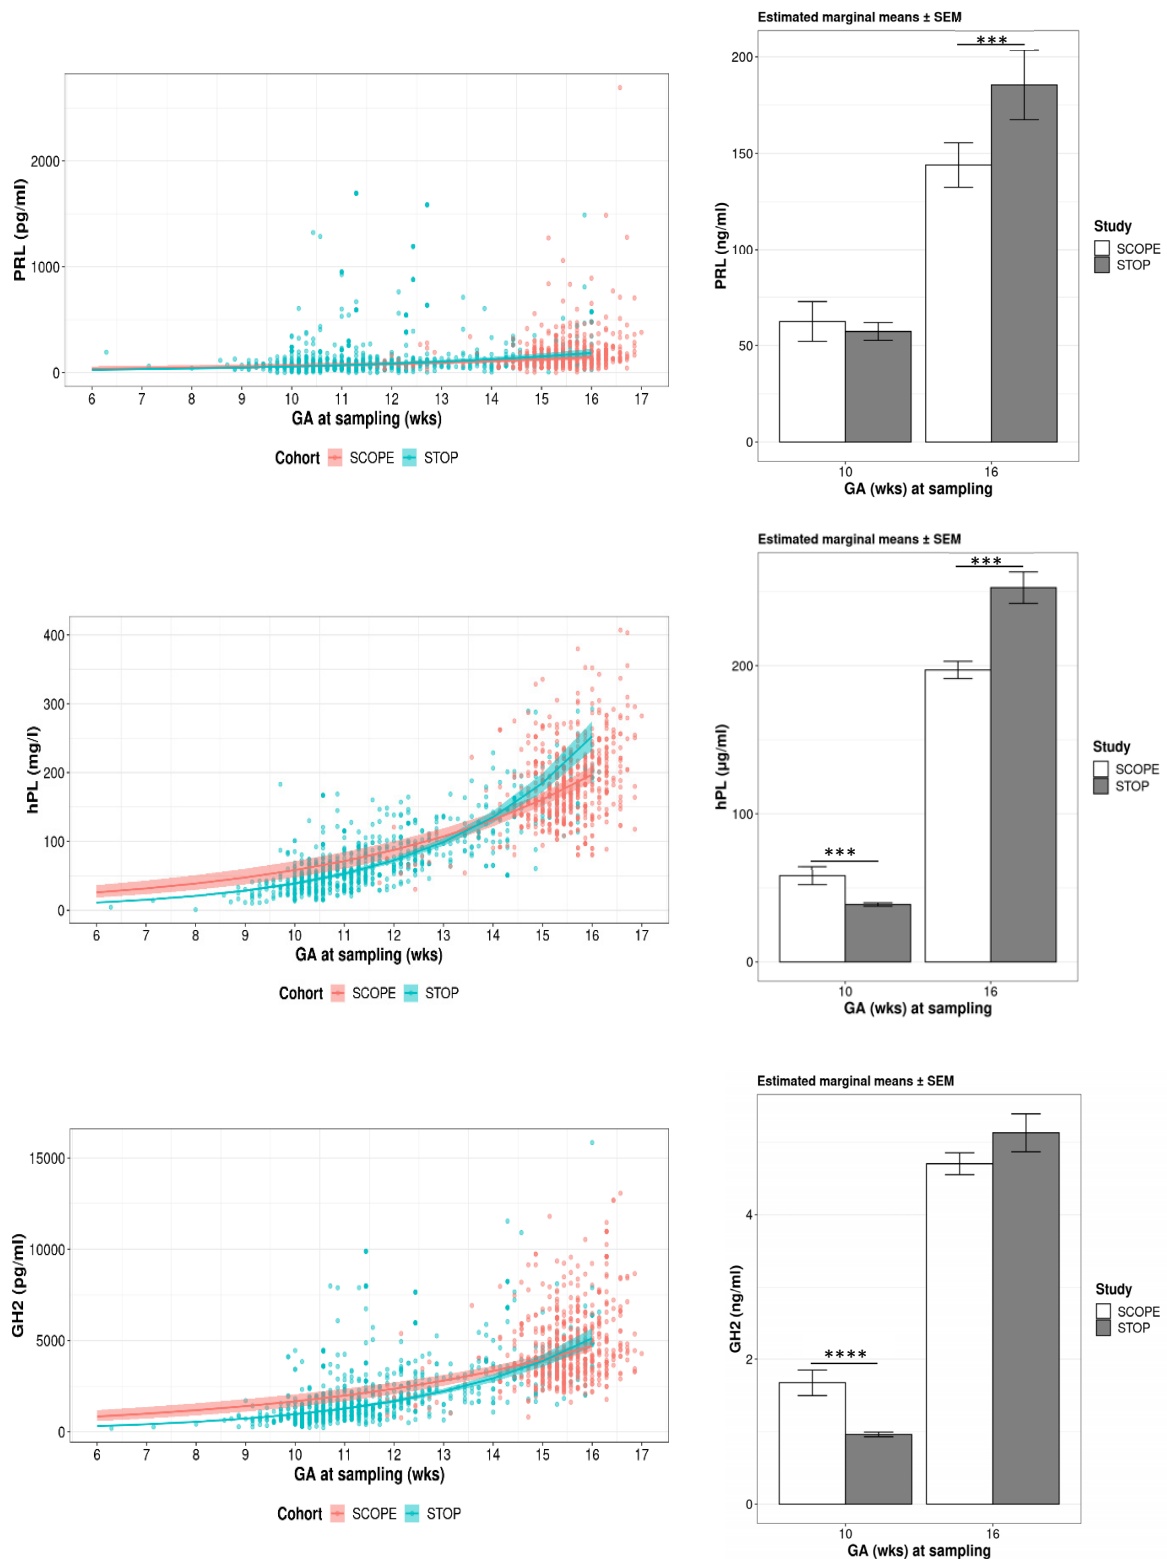 2000
1000
0
PRL (pg/ml)
6 7 8 9 10 11 12 13 14 15 16 17
GA at sampling (wks)
Cohort SCOPE STOP
Estimated marginal means ± SEM
***
200
150
100
50
0
PRL (ng/ml)
10 16
GA (wks) at sampling
Study
SCOPE
STOP
400
300
200
100
0
hPL (mg/l)
6 7 8 9 10 11 12 13 14 15 16 17
GA at sampling (wks)
Cohort SCOPE STOP
Estimated marginal means ± SEM
***
200
***
100
0
hPL (µg/ml)
10 16
GA (wks) at sampling
Study
SCOPE
STOP
15000
10000
5000
0
GH2 (pg/ml)
6 7 8 9 10 11 12 13 14 15 16 17
GA at sampling (wks)
Cohort SCOPE STOP
Estimated marginal means ± SEM
4
2
****
0
GH2 (ng/ml)
10 16
GA (wks) at sampling
Study
SCOPE
STOP